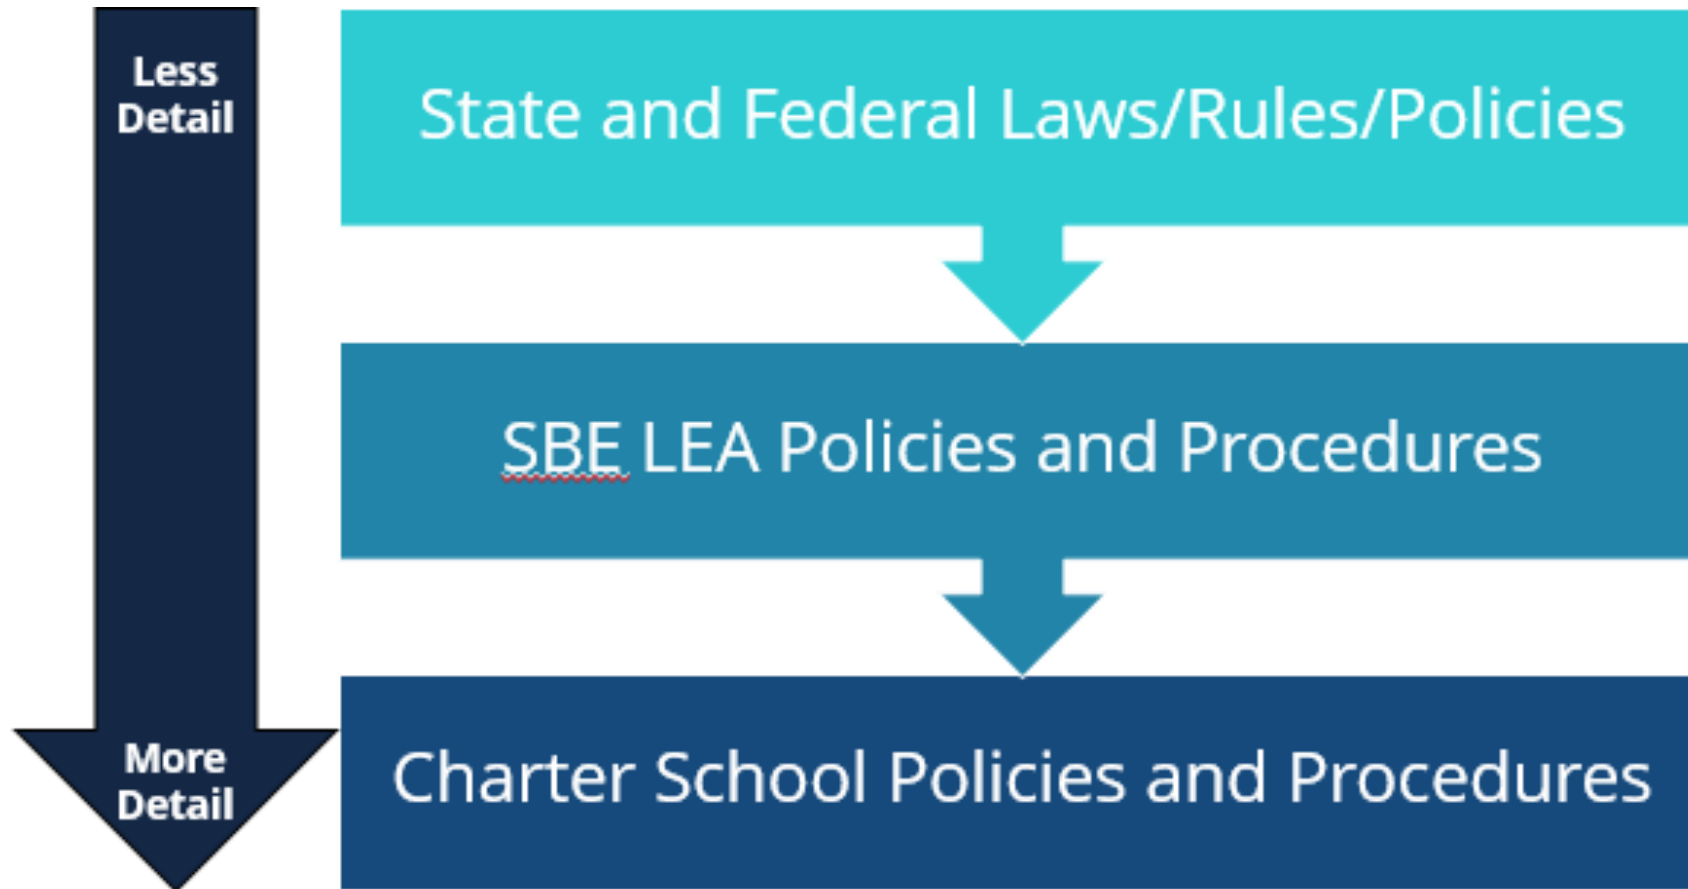 Less
Detail
State and Federal Laws/Rules/Policies
SBE LEA Policies and Procedures
More
Detail
Charter School Policies and Procedures